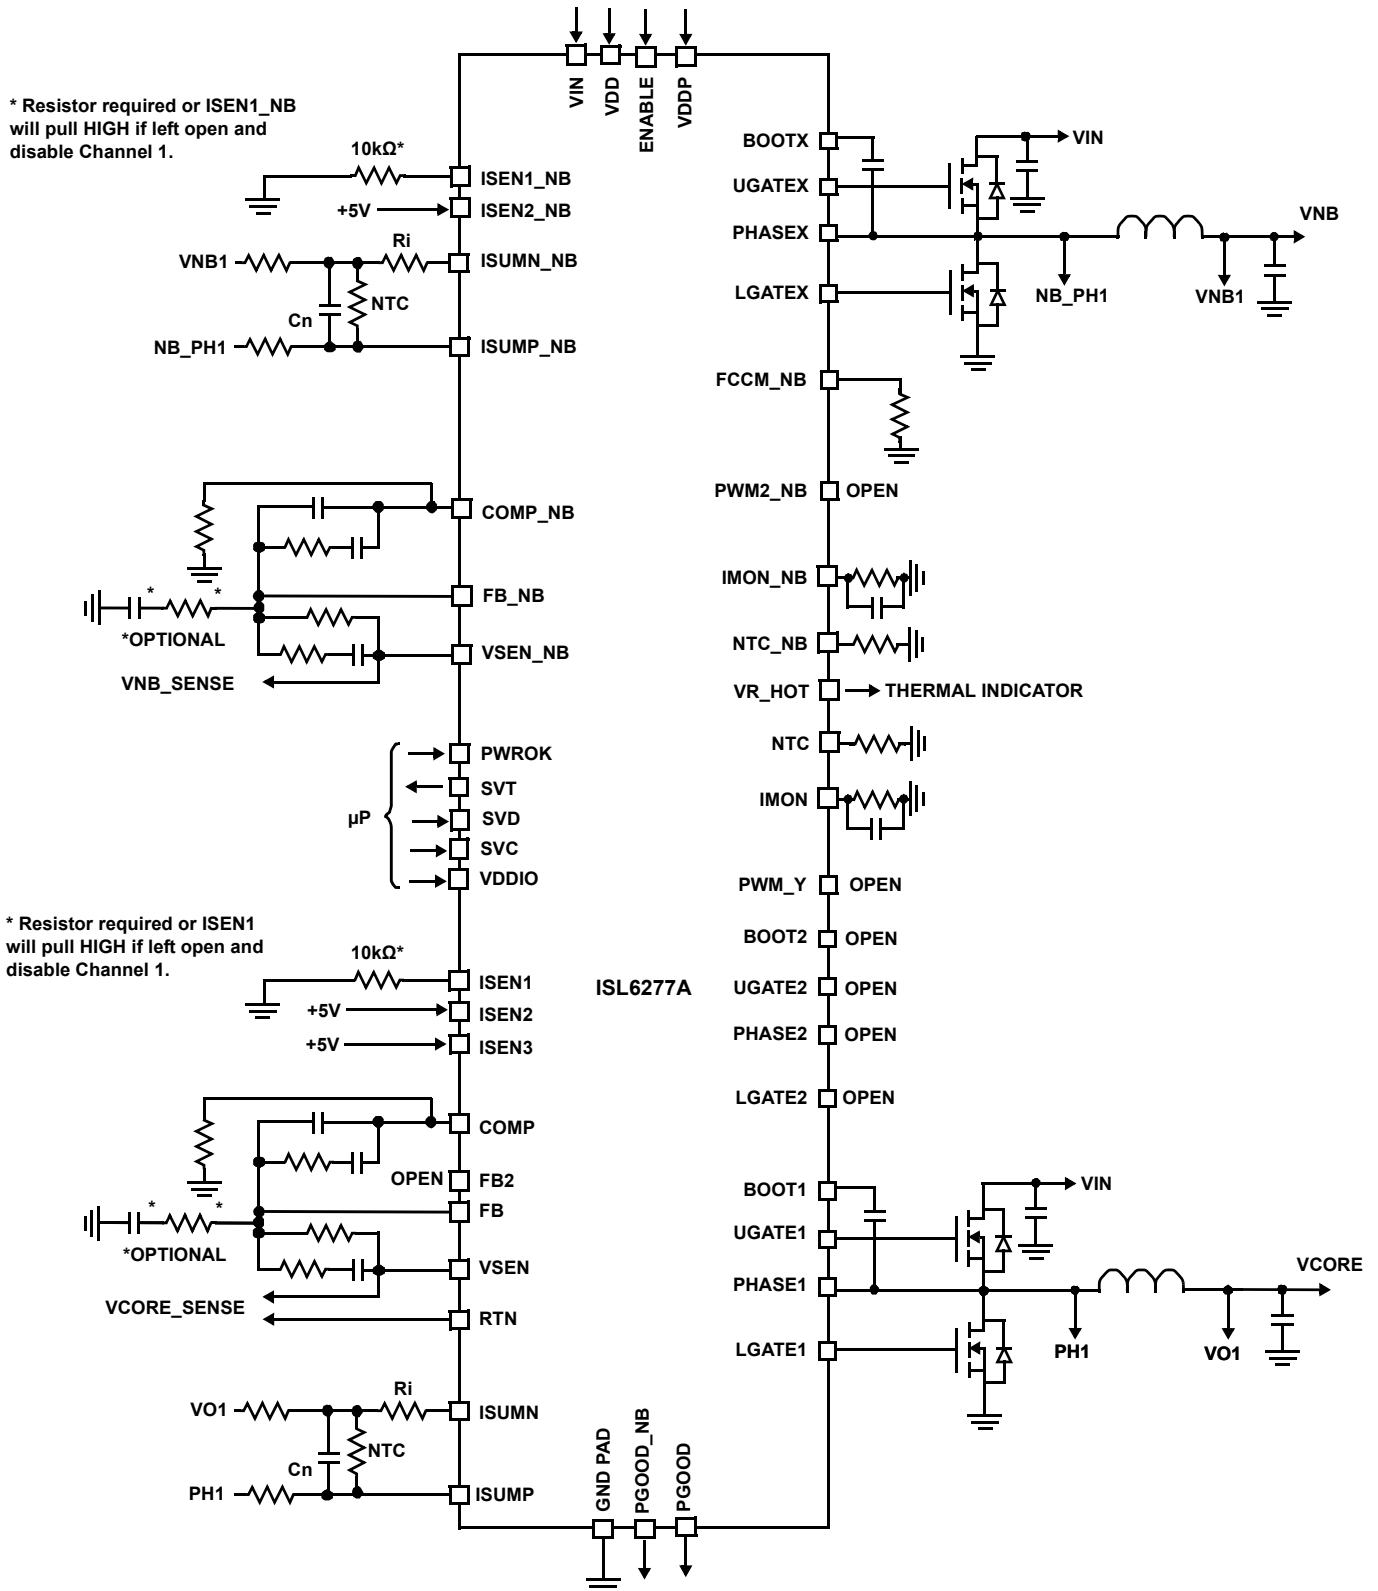 VIN
VDD
ENABLE
VDDP
* Resistor required or ISEN1_NB
will pull HIGH if left open and
disable Channel 1.
10kΩ*
ISEN1_NB
+5V
ISEN2_NB
VNB1
Ri
ISUMN_NB
Cn
NTC
NB_PH1
ISUMP_NB
COMP_NB
FB_NB
* *
*OPTIONAL
VSEN_NB
VNB_SENSE
µP
PWROK
SVT
SVD
SVC
VDDIO
* Resistor required or ISEN1
will pull HIGH if left open and
disable Channel 1.
10kΩ*
ISEN1
+5V
ISEN2
+5V
ISEN3
COMP
OPEN
FB2
FB
* *
*OPTIONAL
VSEN
VCORE_SENSE
RTN
VO1
Ri
ISUMN
Cn
NTC
PH1
ISUMP
ISL6277A
BOOTX
VIN
UGATEX
PHASEX
VNB
LGATEX
NB_PH1
VNB1
FCCM_NB
PWM2_NB
OPEN
IMON_NB
NTC_NB
VR_HOT
THERMAL INDICATOR
NTC
IMON
PWM_Y
OPEN
BOOT2
OPEN
UGATE2
OPEN
PHASE2
OPEN
LGATE2
OPEN
BOOT1
VIN
UGATE1
PHASE1
VCORE
LGATE1
PH1
VO1
GND PAD
PGOOD_NB
PGOOD